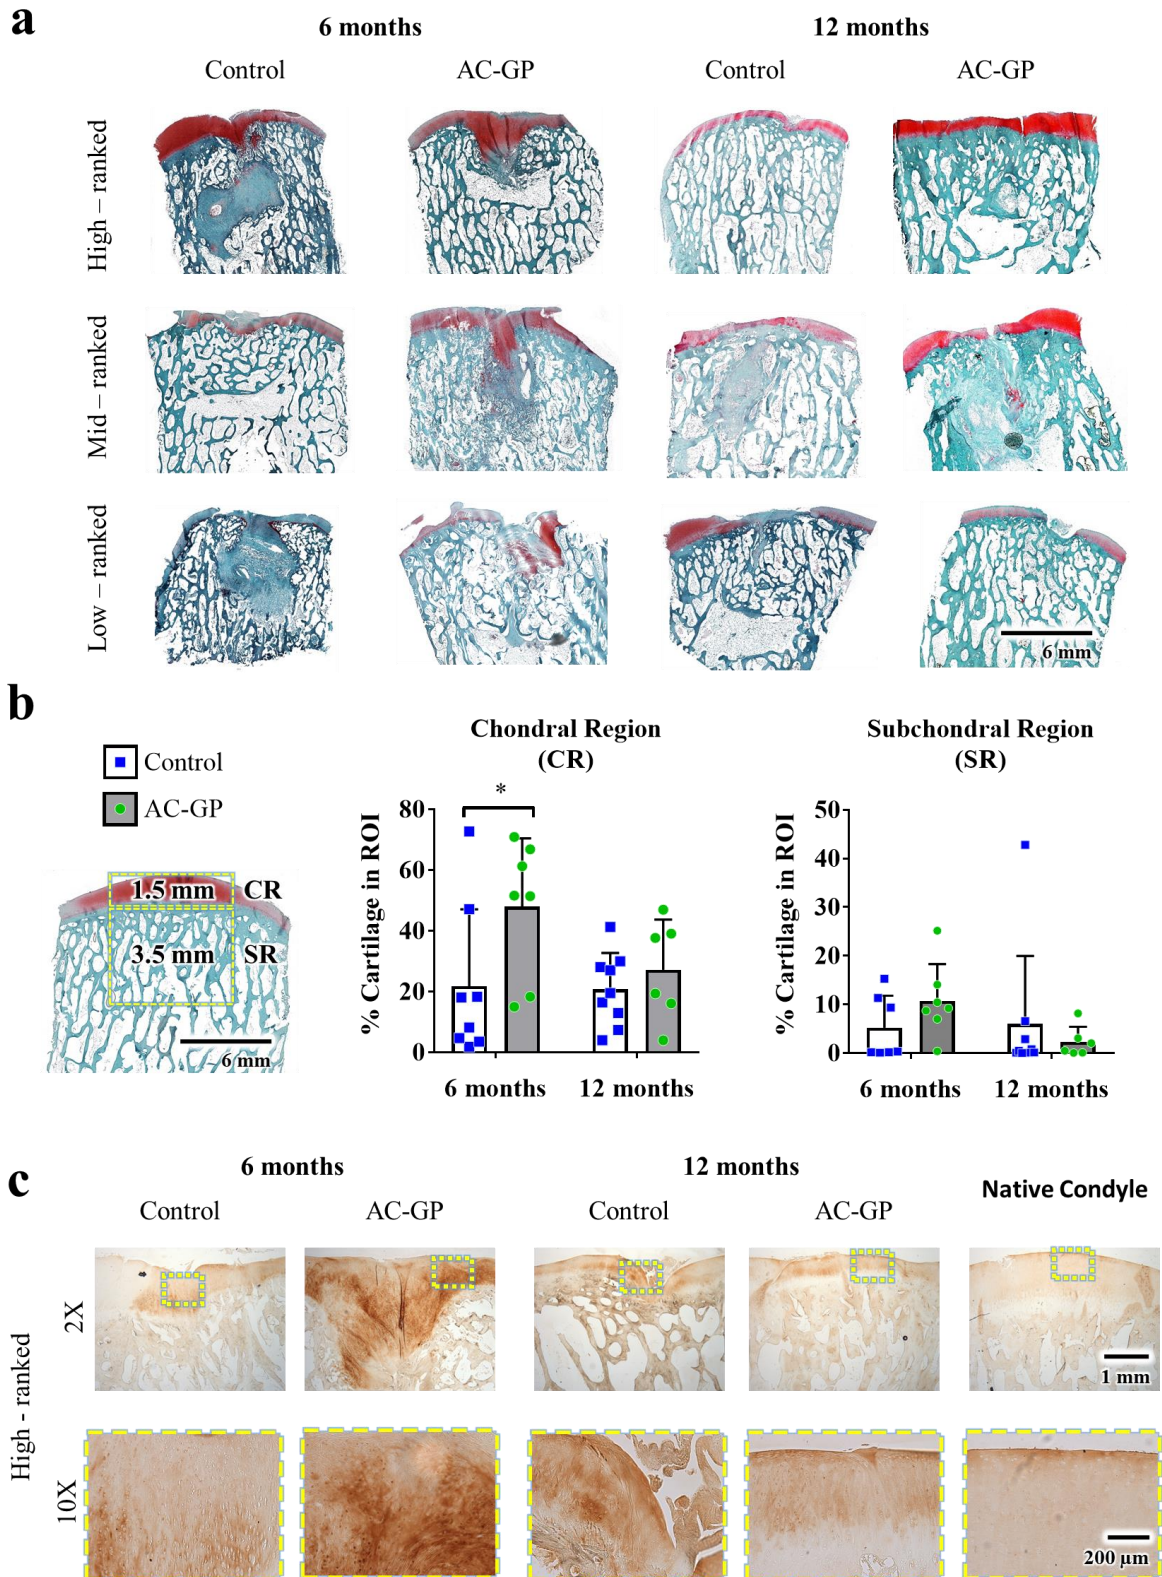 a
6 months
12 months
Control
AC-GP
Control
AC-GP
High – ranked
Mid – ranked
Low – ranked
6 mm
b
Control
AC-GP
1.5 mm
CR
3.5 mm
SR
6 mm
Chondral Region
(CR)
*
% Cartilage in ROI
80
60
40
20
0
6 months
12 months
Subchondral Region
(SR)
% Cartilage in ROI
50
40
30
20
10
0
6 months
12 months
c
6 months
12 months
Native Condyle
Control
AC-GP
Control
AC-GP
High - ranked
2X
1 mm
10X
200 µm